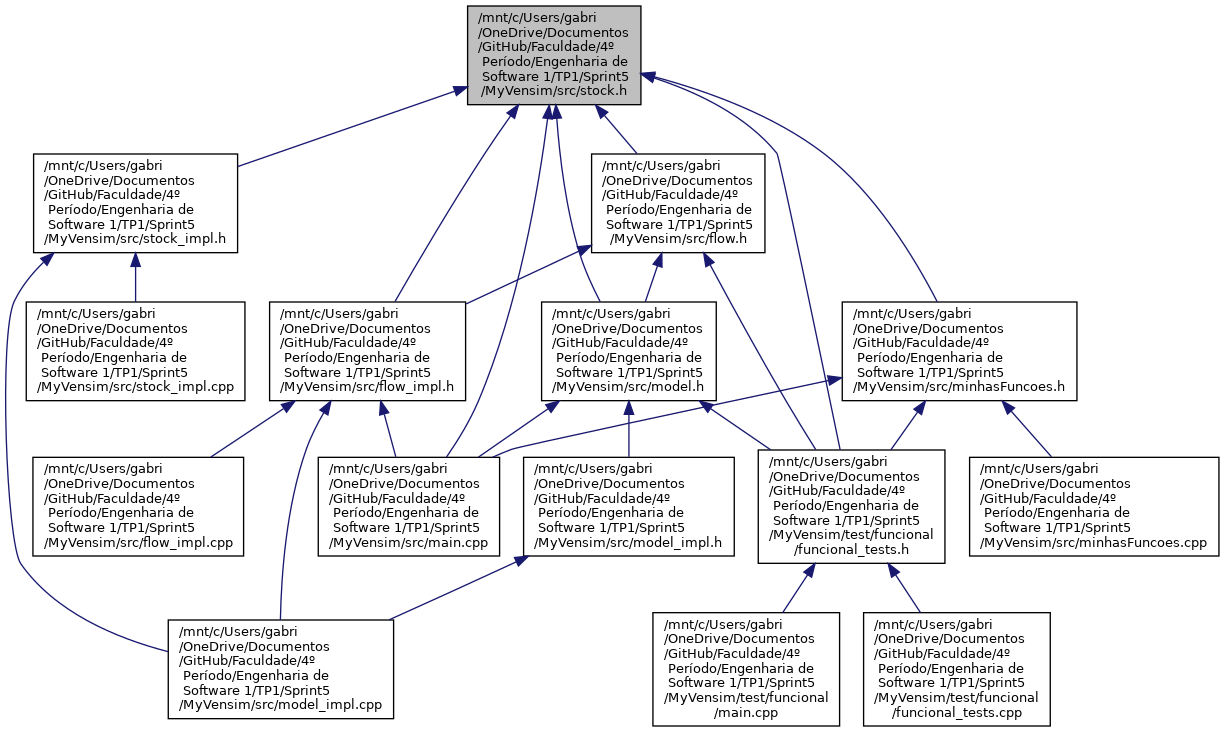 /mnt/c/Users/gabri
/OneDrive/Documentos
/GitHub/Faculdade/4º
Período/Engenharia de
Software 1/TP1/Sprint5
/MyVensim/src/stock.h
/mnt/c/Users/gabri
/OneDrive/Documentos
/GitHub/Faculdade/4º
Período/Engenharia de
Software 1/TP1/Sprint5
/MyVensim/src/stock_impl.h
/mnt/c/Users/gabri
/OneDrive/Documentos
/GitHub/Faculdade/4º
Período/Engenharia de
Software 1/TP1/Sprint5
/MyVensim/src/flow.h
/mnt/c/Users/gabri
/OneDrive/Documentos
/GitHub/Faculdade/4º
Período/Engenharia de
Software 1/TP1/Sprint5
/MyVensim/src/stock_impl.cpp
/mnt/c/Users/gabri
/OneDrive/Documentos
/GitHub/Faculdade/4º
Período/Engenharia de
Software 1/TP1/Sprint5
/MyVensim/src/flow_impl.h
/mnt/c/Users/gabri
/OneDrive/Documentos
/GitHub/Faculdade/4º
Período/Engenharia de
Software 1/TP1/Sprint5
/MyVensim/src/model.h
/mnt/c/Users/gabri
/OneDrive/Documentos
/GitHub/Faculdade/4º
Período/Engenharia de
Software 1/TP1/Sprint5
/MyVensim/src/minhasFuncoes.h
/mnt/c/Users/gabri
/OneDrive/Documentos
/GitHub/Faculdade/4º
Período/Engenharia de
Software 1/TP1/Sprint5
/MyVensim/src/flow_impl.cpp
/mnt/c/Users/gabri
/OneDrive/Documentos
/GitHub/Faculdade/4º
Período/Engenharia de
Software 1/TP1/Sprint5
/MyVensim/src/main.cpp
/mnt/c/Users/gabri
/OneDrive/Documentos
/GitHub/Faculdade/4º
Período/Engenharia de
Software 1/TP1/Sprint5
/MyVensim/src/model_impl.h
/mnt/c/Users/gabri
/OneDrive/Documentos
/GitHub/Faculdade/4º
Período/Engenharia de
Software 1/TP1/Sprint5
/MyVensim/test/funcional
/funcional_tests.h
/mnt/c/Users/gabri
/OneDrive/Documentos
/GitHub/Faculdade/4º
Período/Engenharia de
Software 1/TP1/Sprint5
/MyVensim/src/minhasFuncoes.cpp
/mnt/c/Users/gabri
/OneDrive/Documentos
/GitHub/Faculdade/4º
Período/Engenharia de
Software 1/TP1/Sprint5
/MyVensim/src/model_impl.cpp
/mnt/c/Users/gabri
/OneDrive/Documentos
/GitHub/Faculdade/4º
Período/Engenharia de
Software 1/TP1/Sprint5
/MyVensim/test/funcional
/main.cpp
/mnt/c/Users/gabri
/OneDrive/Documentos
/GitHub/Faculdade/4º
Período/Engenharia de
Software 1/TP1/Sprint5
/MyVensim/test/funcional
/funcional_tests.cpp